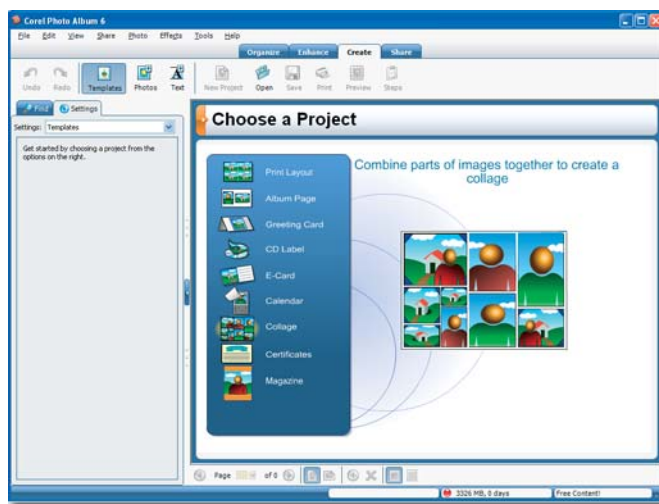 Corel Photo Album 6
File Edit View Share Photo Effects Tools Help
Organize Enhance Create Share
Undo Redo Templates Photos Text New Project Open Save Print Preview Steps
Find Settings
Settings: Templates
Get started by choosing a project from the
options on the right.
Choose a Project
Combine parts of images together to create a
collage
Print Layout
Album Page
Greeting Card
CD Label
E-Card
Calendar
Collage
Certificates
Magazine
Page of 0
3326 MB, 0 days Free Content!